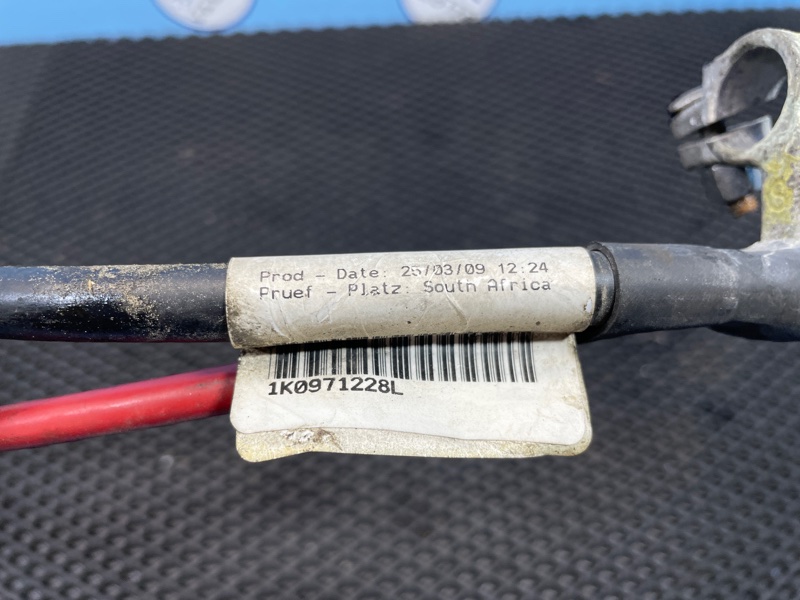 Prod - Date: 25/03/09 12:24
Pruef - Platz: South Africa
1K0971228L